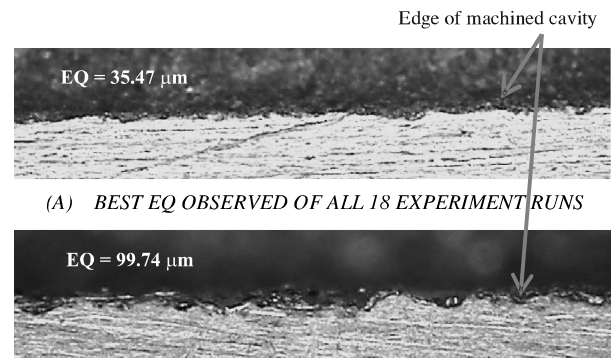 Edge of machined cavity
EQ = 35.47 μm
(A) BEST EQ OBSERVED OF ALL 18 EXPERIMENT RUNS
EQ = 99.74 μm